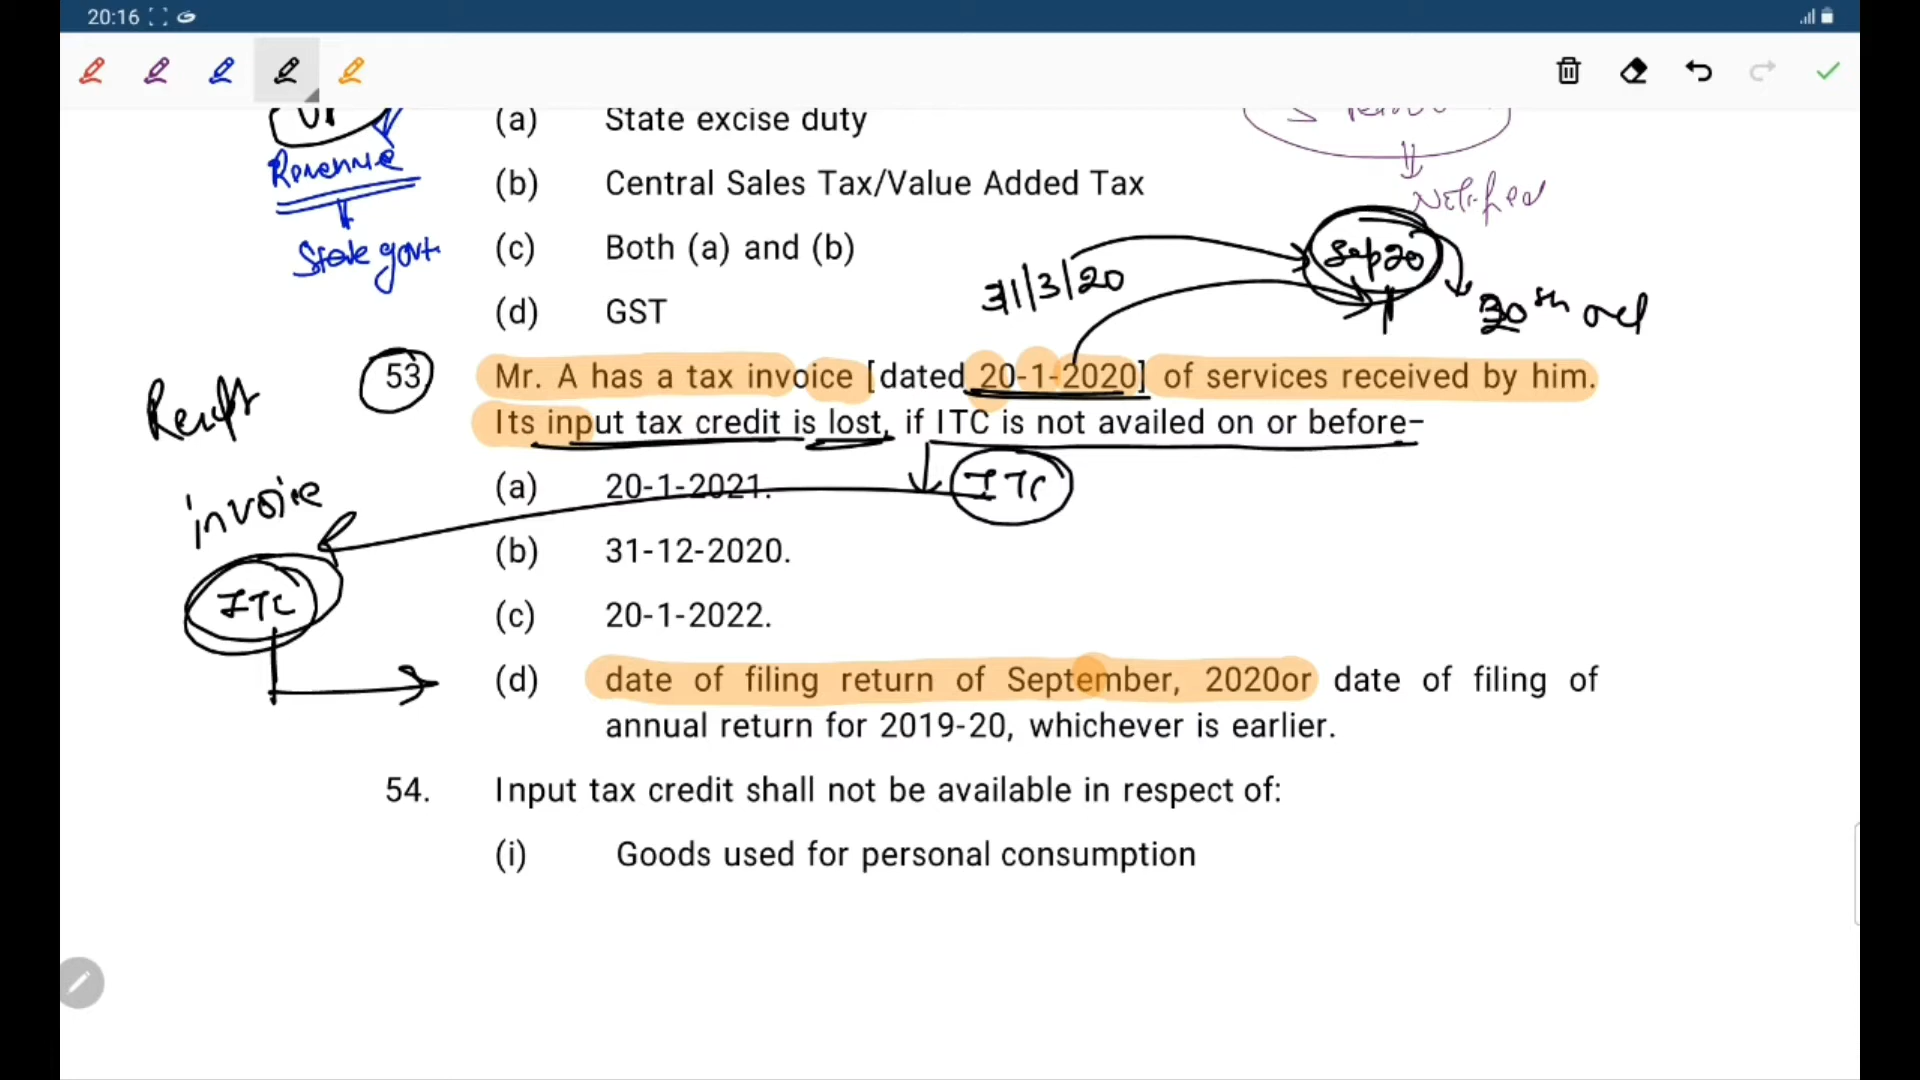 20:16
(a) State excise duty
Revenue
(b) Central Sales Tax/Value Added Tax
Notified
State govt
(c) Both (a) and (b)
Sep 20
31/3/20
(d) GST
20th oct
53 Mr. A has a tax invoice [dated 20-1-2020] of services received by him.
Its input tax credit is lost, if ITC is not availed on or before-
(a) 20-1-2021.
ITC
invoice
(b) 31-12-2020.
ITC
(c) 20-1-2022.
(d) date of filing return of September, 2020or date of filing of
annual return for 2019-20, whichever is earlier.
54. Input tax credit shall not be available in respect of:
(i) Goods used for personal consumption